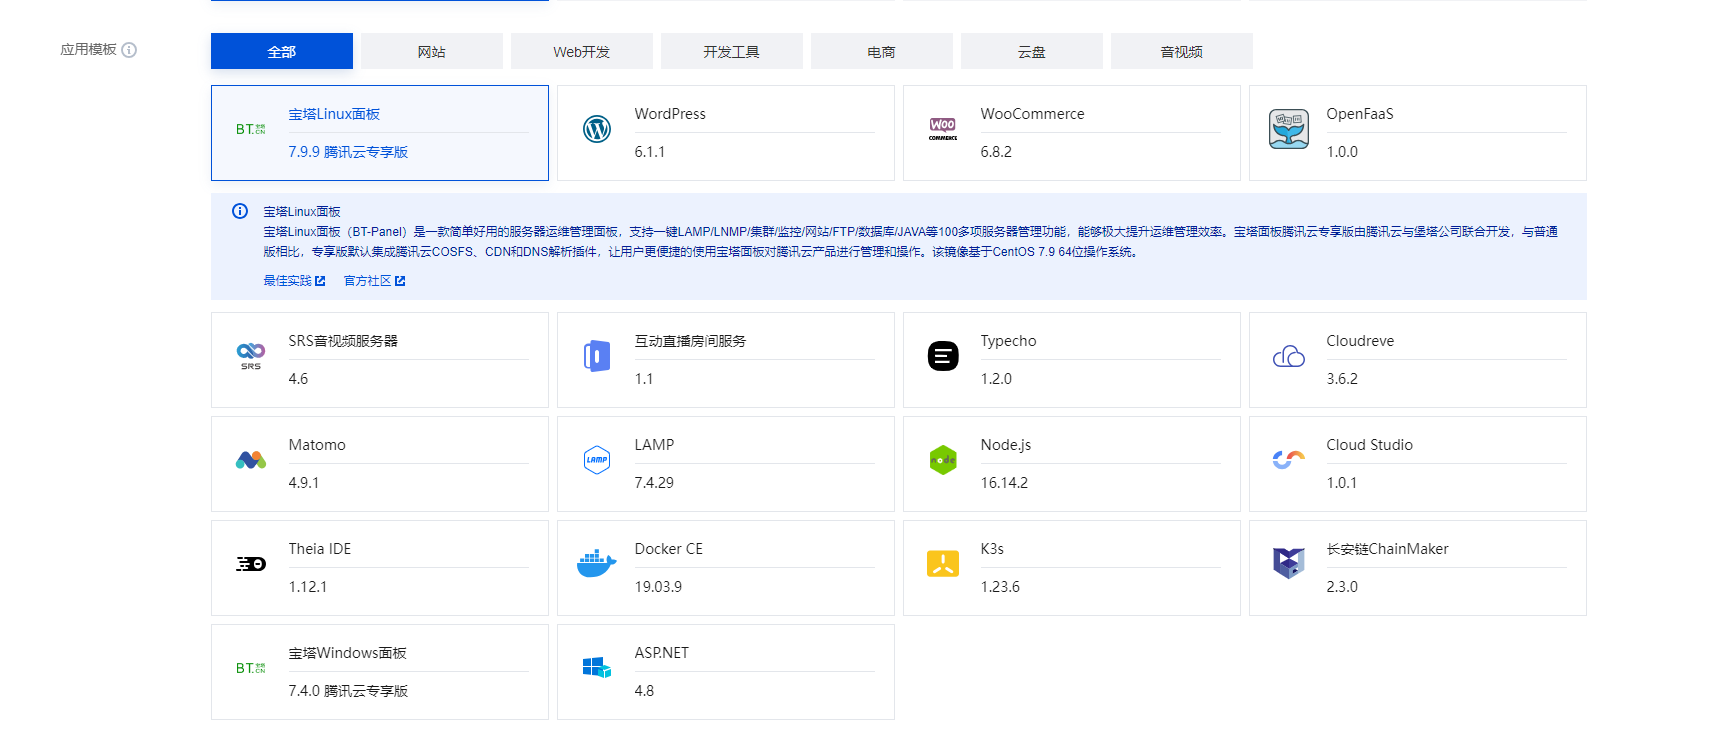 应用模板
全部 网站 Web开发 开发工具 电商 云盘 音视频
BT.宝塔.CN 宝塔Linux面板
7.9.9 腾讯云专享版
WordPress
6.1.1
WOO COMMERCE WooCommerce
6.8.2
OpenFaaS
1.0.0
宝塔Linux面板
宝塔Linux面板（BT-Panel）是一款简单好用的服务器运维管理面板，支持一键LAMP/LNMP/集群/监控/网站/FTP/数据库/JAVA等100多项服务器管理功能，能够极大提升运维管理效率。宝塔面板腾讯云专享版由腾讯云与堡塔公司联合开发，与普通
版相比，专享版默认集成腾讯云COSFS、CDN和DNS解析插件，让用户更便捷的使用宝塔面板对腾讯云产品进行管理和操作。该镜像基于CentOS 7.9 64位操作系统。
最佳实践 官方社区
SRS SRS音视频服务器
4.6
互动直播房间服务
1.1
Typecho
1.2.0
Cloudreve
3.6.2
Matomo
4.9.1
LAMP LAMP
7.4.29
node Node.js
16.14.2
Cloud Studio
1.0.1
Theia IDE
1.12.1
Docker CE
19.03.9
K3s
1.23.6
长安链ChainMaker
2.3.0
BT.宝塔.CN 宝塔Windows面板
7.4.0 腾讯云专享版
ASP.NET
4.8